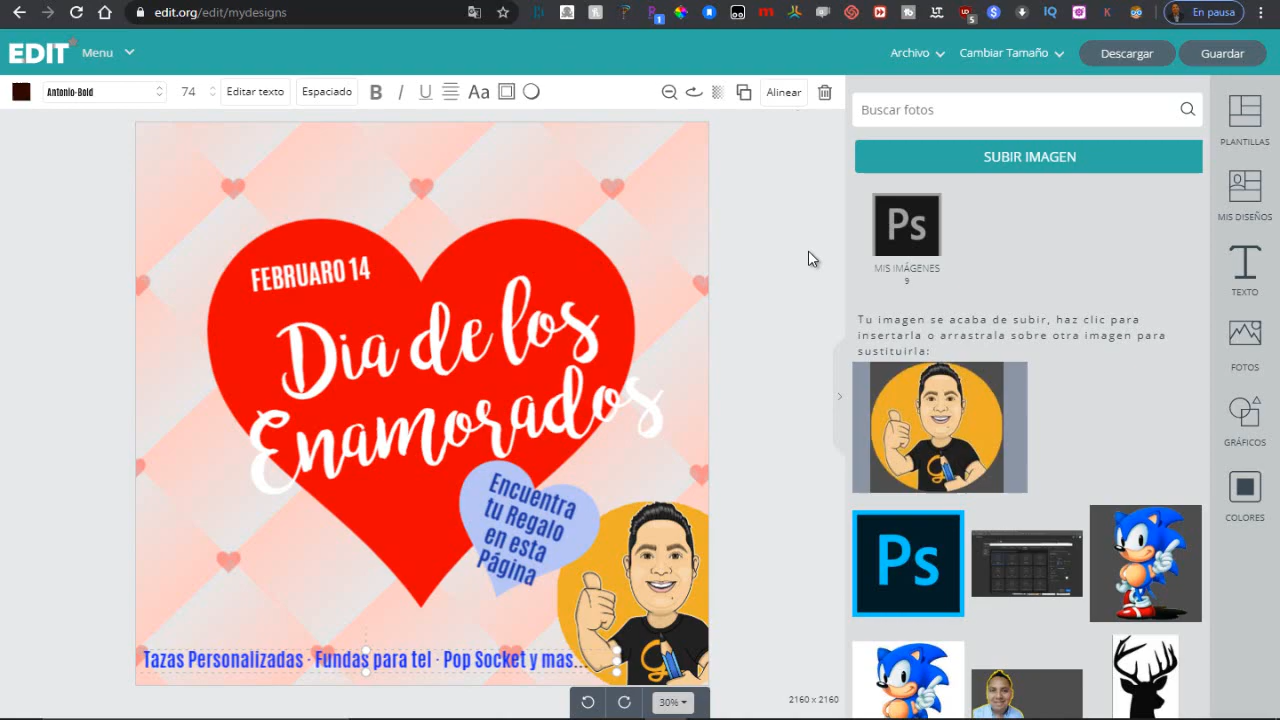 edit.org/edit/mydesigns
En pausa
EDIT
Menu
Archivo
Cambiar Tamaño
Descargar
Guardar
Antonio-Bold
74
Editar texto
Espaciado
B
I
U
Aa
Alinear
Buscar fotos
SUBIR IMAGEN
Ps
MIS IMÁGENES
9
Tu imagen se acaba de subir, haz clic para
insertarla o arrastrala sobre otra imagen para
sustituirla:
Ps
PLANTILLAS
MIS DISEÑOS
TEXTO
FOTOS
GRÁFICOS
COLORES
FEBRUARO 14
Dia de los
Enamorados
Encuentra
tu Regalo
en esta
Página
Tazas Personalizadas · Fundas para tel · Pop Socket y mas...
30%
2160 x 2160